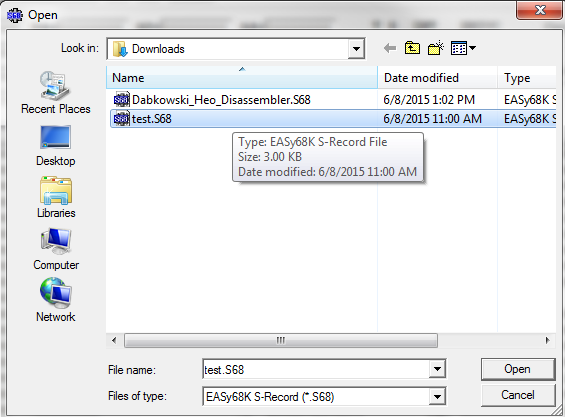 Open
Look in: Downloads
Name Date modified Type
Dabkowski_Heo_Disassembler.S68 6/8/2015 1:02 PM EASy68K S
test.S68 6/8/2015 11:00 AM EASy68K S
Type: EASy68K S-Record File
Size: 3.00 KB
Date modified: 6/8/2015 11:00 AM
Recent Places
Desktop
Libraries
Computer
Network
File name: test.S68 Open
Files of type: EASY68K S-Record (*.S68) Cancel